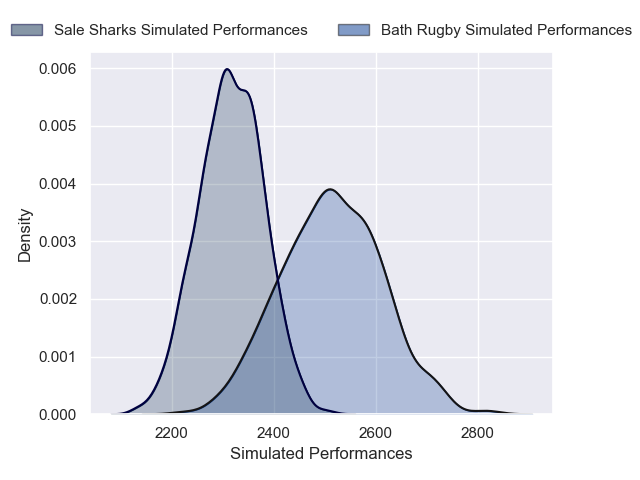 Sale Sharks Simulated Performances
Bath Rugby Simulated Performances
0.006
0.005
0.004
0.003
0.002
0.001
0.000
Density
2200
2400
2600
2800
Simulated Performances